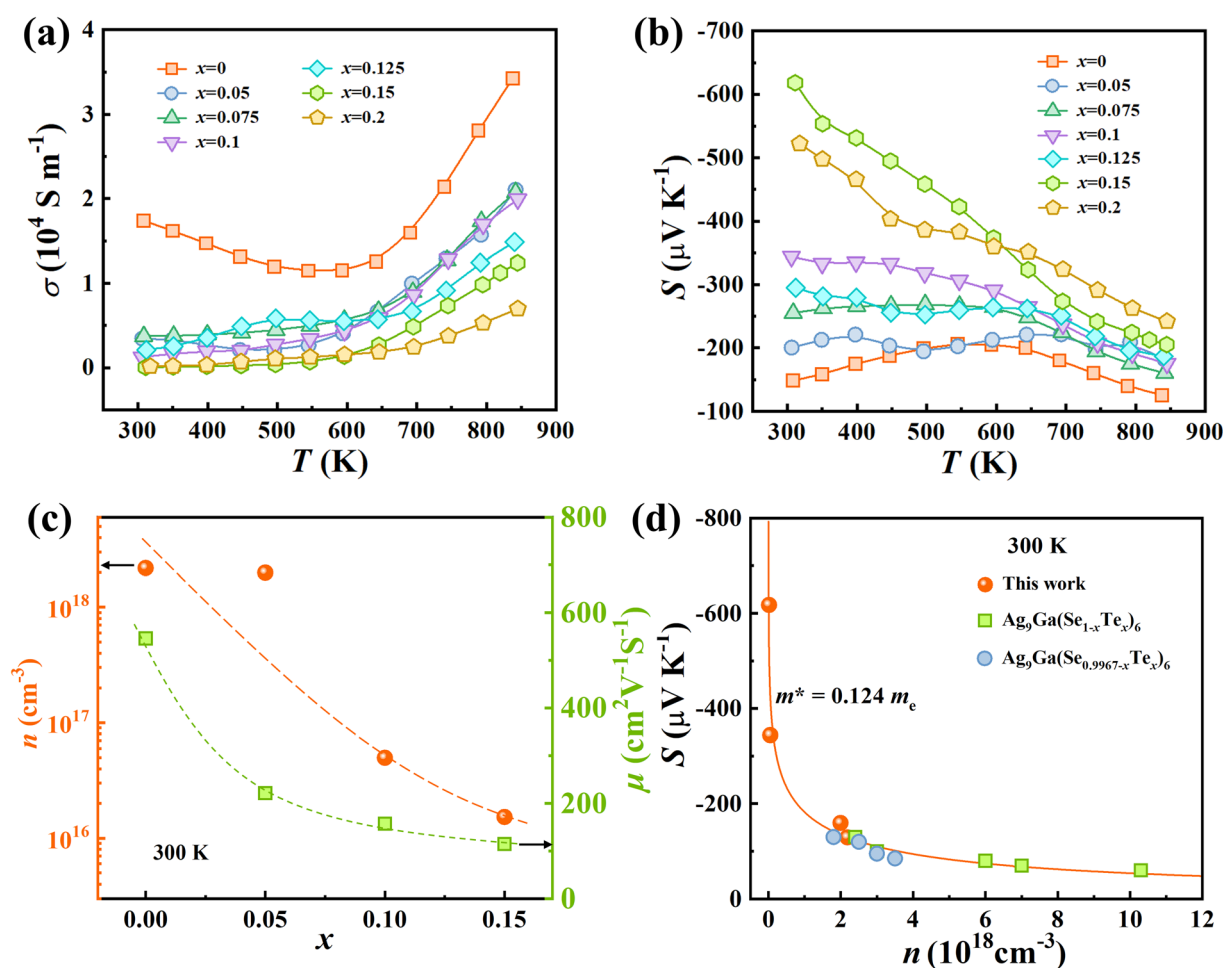 (a)
4
3
2
1
0
σ (10⁴ S m⁻¹)
x=0
x=0.05
x=0.075
x=0.1
x=0.125
x=0.15
x=0.2
300 400 500 600 700 800 900
T (K)
(b)
-700
-600
-500
-400
-300
-200
-100
S (μV K⁻¹)
x=0
x=0.05
x=0.075
x=0.1
x=0.125
x=0.15
x=0.2
300 400 500 600 700 800 900
T (K)
(c)
10¹⁸
10¹⁷
10¹⁶
n (cm⁻³)
300 K
0.00 0.05 0.10 0.15
x
800
600
400
200
0
μ (cm²V⁻¹S⁻¹)
(d)
-800
-600
-400
-200
0
S (μV K⁻¹)
300 K
This work
Ag₉Ga(Se₁₋ₓTeₓ)₆
Ag₉Ga(Se₀.₉₉₆₇₋ₓTeₓ)₆
m* = 0.124 mₑ
0 2 4 6 8 10 12
n (10¹⁸cm⁻³)